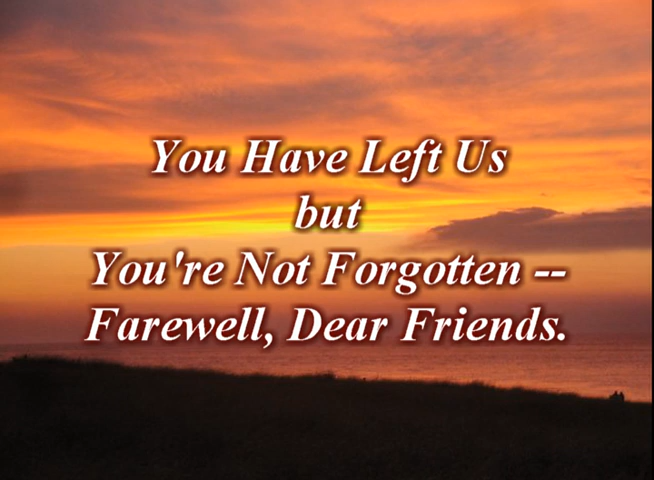 You Have Left Us
but
You're Not Forgotten --
Farewell, Dear Friends.